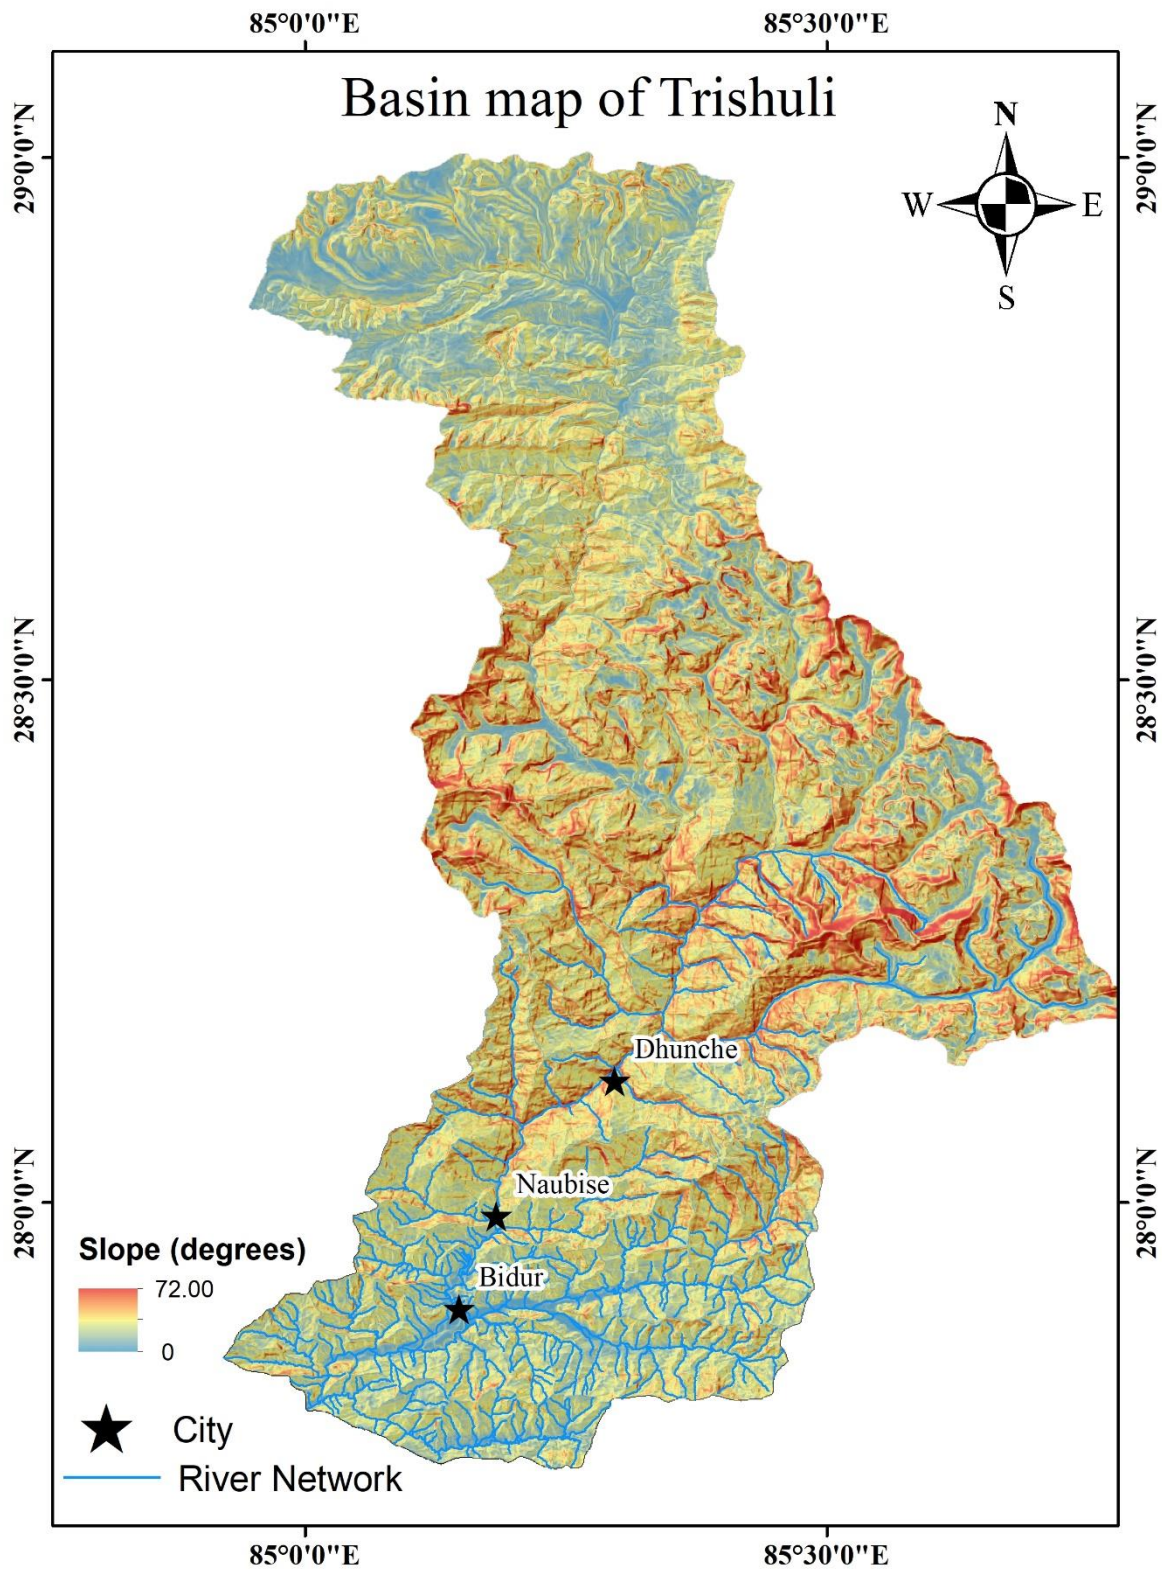 85°0'0"E
85°30'0"E
Basin map of Trishuli
N
W
E
S
29°0'0"N
29°0'0"N
28°30'0"N
28°30'0"N
Dhunche
Naubise
28°0'0"N
28°0'0"N
Slope (degrees)
72.00
0
Bidur
City
River Network
85°0'0"E
85°30'0"E